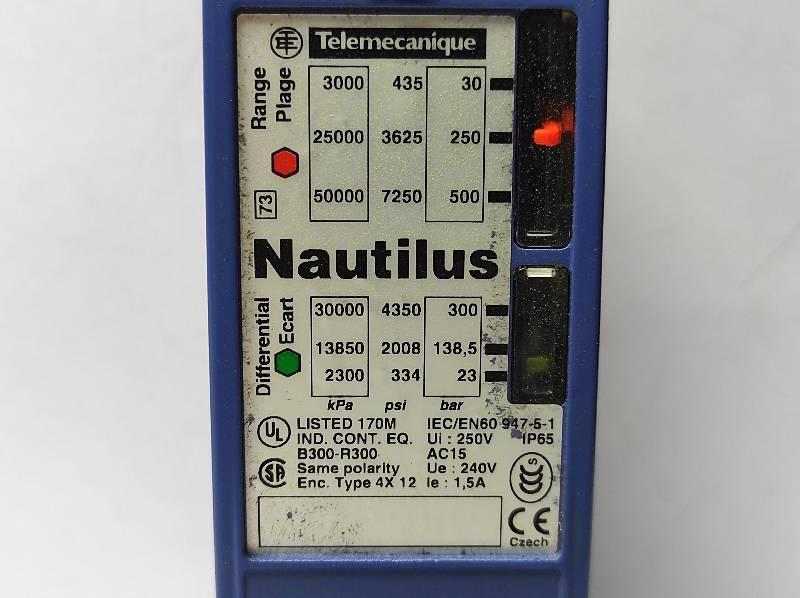 Telemecanique
Range
Plage
3000 435 30
25000 3625 250
50000 7250 500
73
Nautilus
Differential
Ecart
30000 4350 300
13850 2008 138,5
2300 334 23
kPa psi bar
UL LISTED 170M IEC/EN60 947-5-1
IND. CONT. EQ. Ui : 250V IP65
B300-R300 AC15
SA Same polarity Ue : 240V
Enc. Type 4X 12 Ie : 1,5A
CCC S
CE
Czech